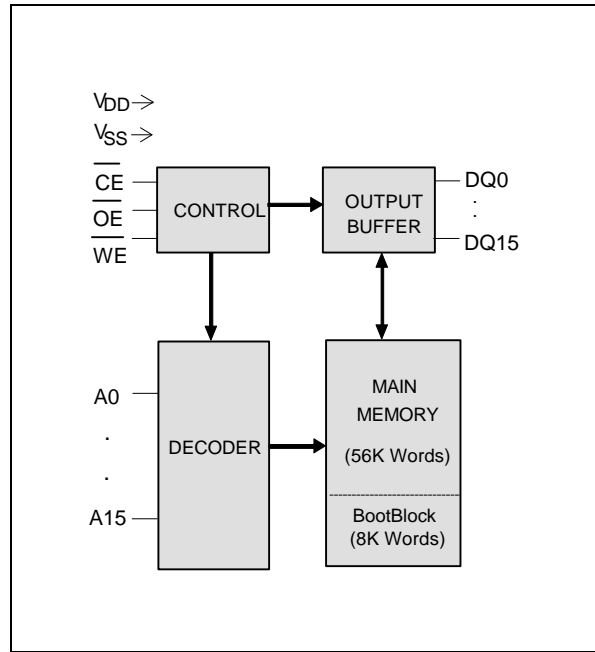 VDD
VSS
CE
OE
WE
CONTROL
OUTPUT
BUFFER
DQ0
.
.
DQ15
A0
.
.
A15
DECODER
MAIN
MEMORY
(56K Words)
BootBlock
(8K Words)